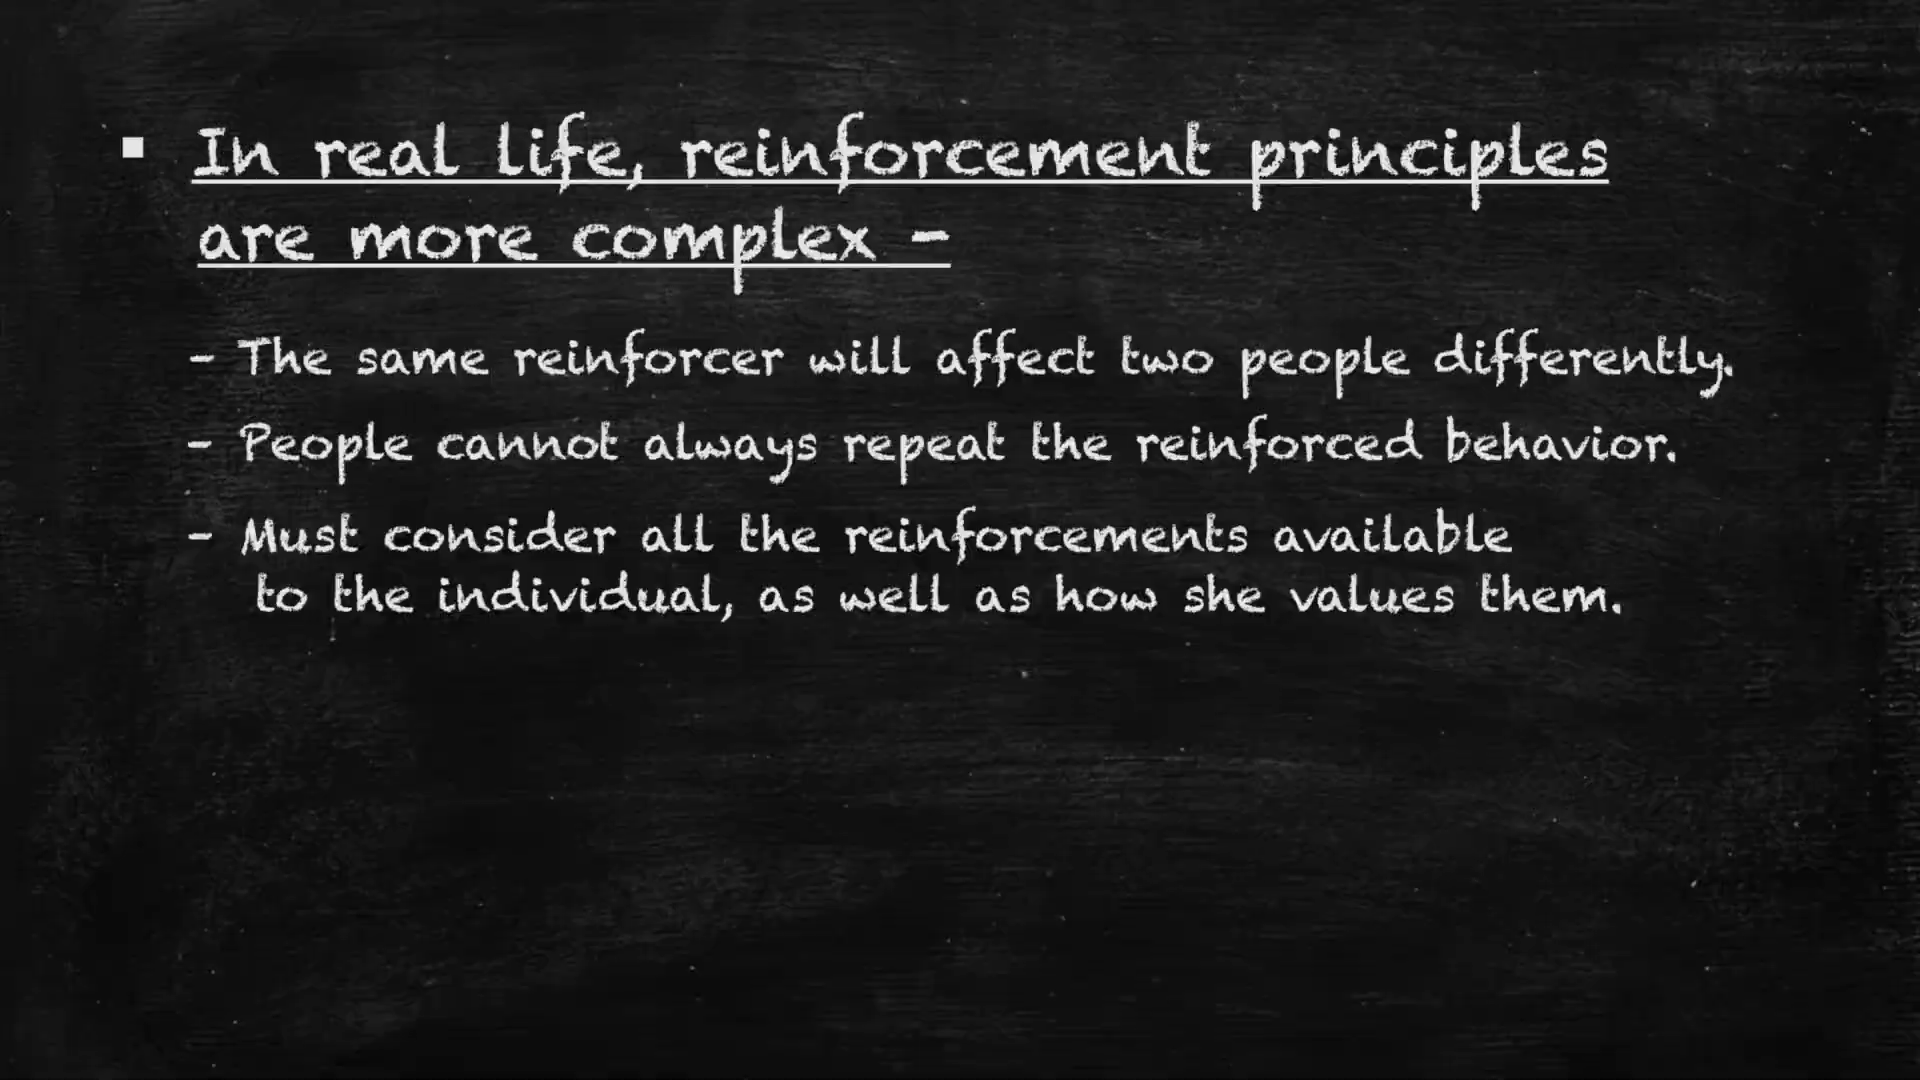 ▪ In real life, reinforcement principles
are more complex -
- The same reinforcer will affect two people differently.
- People cannot always repeat the reinforced behavior.
- Must consider all the reinforcements available
to the individual, as well as how she values them.